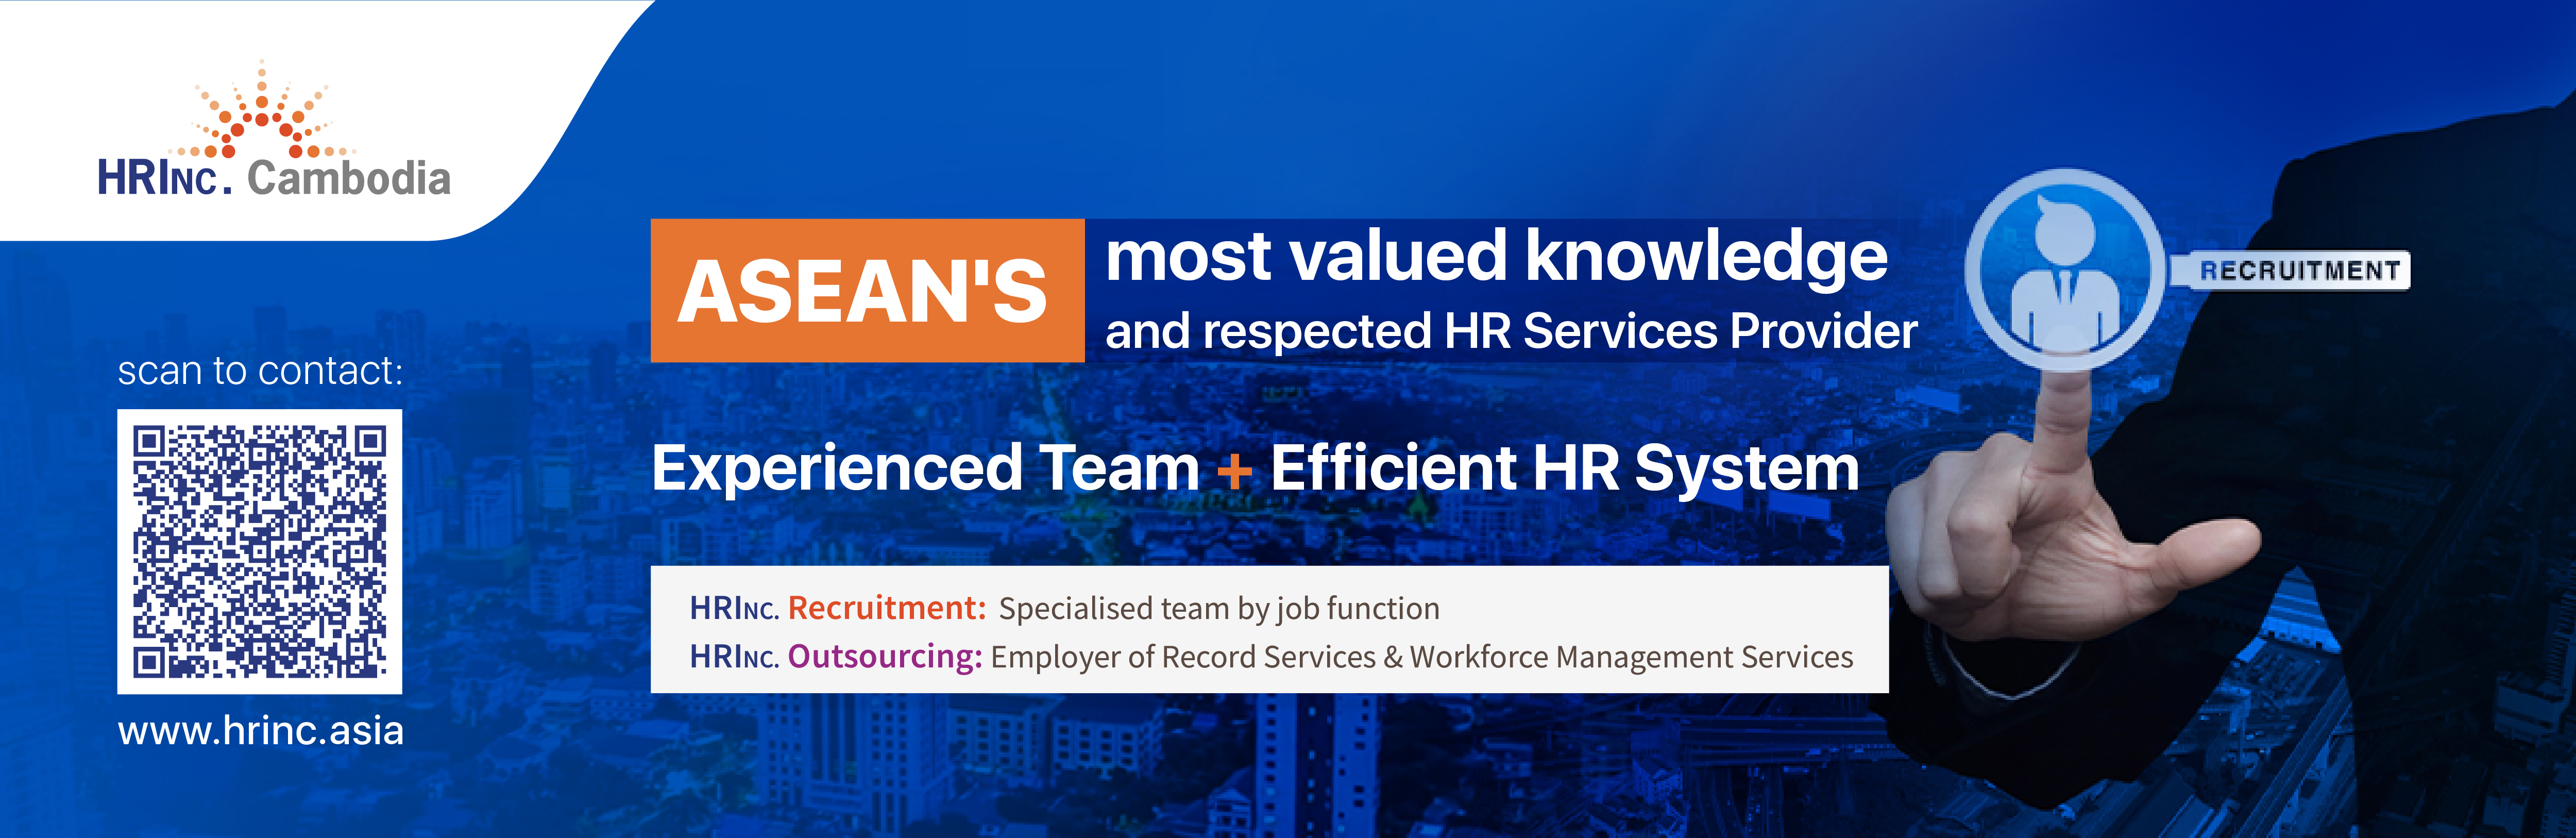 HRINC. Cambodia
scan to contact:
www.hrinc.asia
ASEAN'S
most valued knowledge
and respected HR Services Provider
RECRUITMENT
Experienced Team + Efficient HR System
HRINC. Recruitment: Specialised team by job function
HRINC. Outsourcing: Employer of Record Services & Workforce Management Services